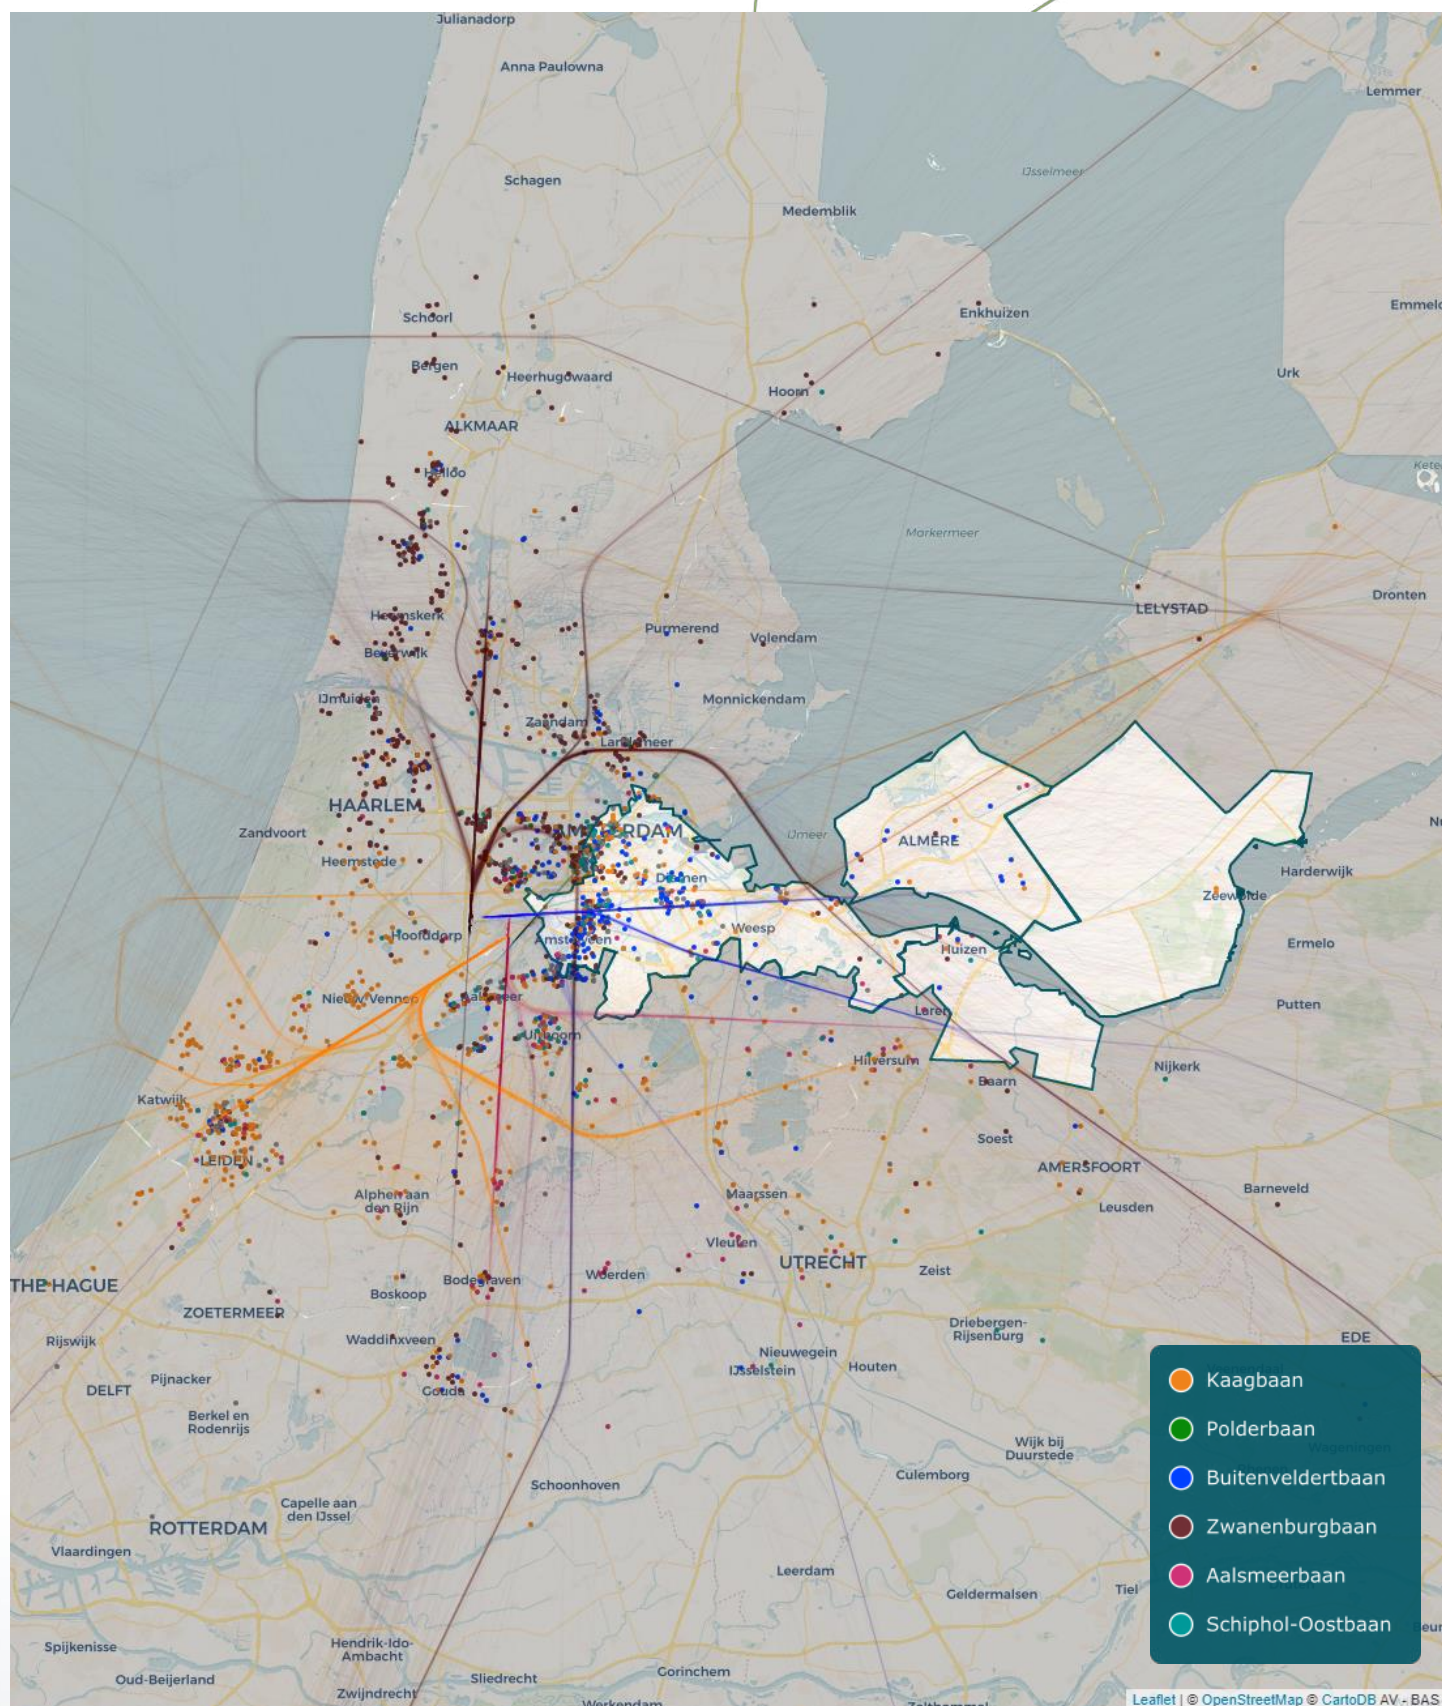 Julianadorp
Anna Paulowna
Lemmer
Schagen
IJsselmeer
Medemblik
Schoorl
Enkhuizen
Emmelo
Bergen
Heerhugowaard
Urk
Hoorn
ALKMAAR
Heiloo
Kete
Markermeer
Heemskerk
LELYSTAD
Dronten
Purmerend
Volendam
Beverwijk
IJmuiden
Monnickendam
Zaandam
Landsmeer
HAARLEM
AMSTERDAM
IJmeer
ALMERE
Zandvoort
Heemstede
Diemen
Harderwijk
Zeewolde
Hoofddorp
Amstelveen
Weesp
Huizen
Ermelo
Nieuw-Vennep
Aalsmeer
Laren
Putten
Uithoorn
Hilversum
Nijkerk
Baarn
Katwijk
Soest
LEIDEN
AMERSFOORT
Alphen aan
den Rijn
Maarssen
Barneveld
Leusden
Vleuten
UTRECHT
THE HAGUE
Bodegraven
Woerden
Zeist
Boskoop
ZOETERMEER
Rijswijk
Waddinxveen
Driebergen-
Rijsenburg
EDE
Nieuwegein
IJsselstein
Houten
Pijnacker
DELFT
Gouda
Kaagbaan
Berkel en
Rodenrijs
Polderbaan
Wijk bij
Duurstede
Wageningen
Culemborg
Buitenveldertbaan
Schoonhoven
Capelle aan
den IJssel
ROTTERDAM
Zwanenburgbaan
Vlaardingen
Leerdam
Aalsmeerbaan
Geldermalsen
Tiel
Schiphol-Oostbaan
Spijkenisse
Hendrik-Ido-
Ambacht
Oud-Beijerland
Sliedrecht
Gorinchem
Zwijndrecht
Werkendam
Zaltbommel
Leaflet | © OpenStreetMap © CartoDB AV - BAS